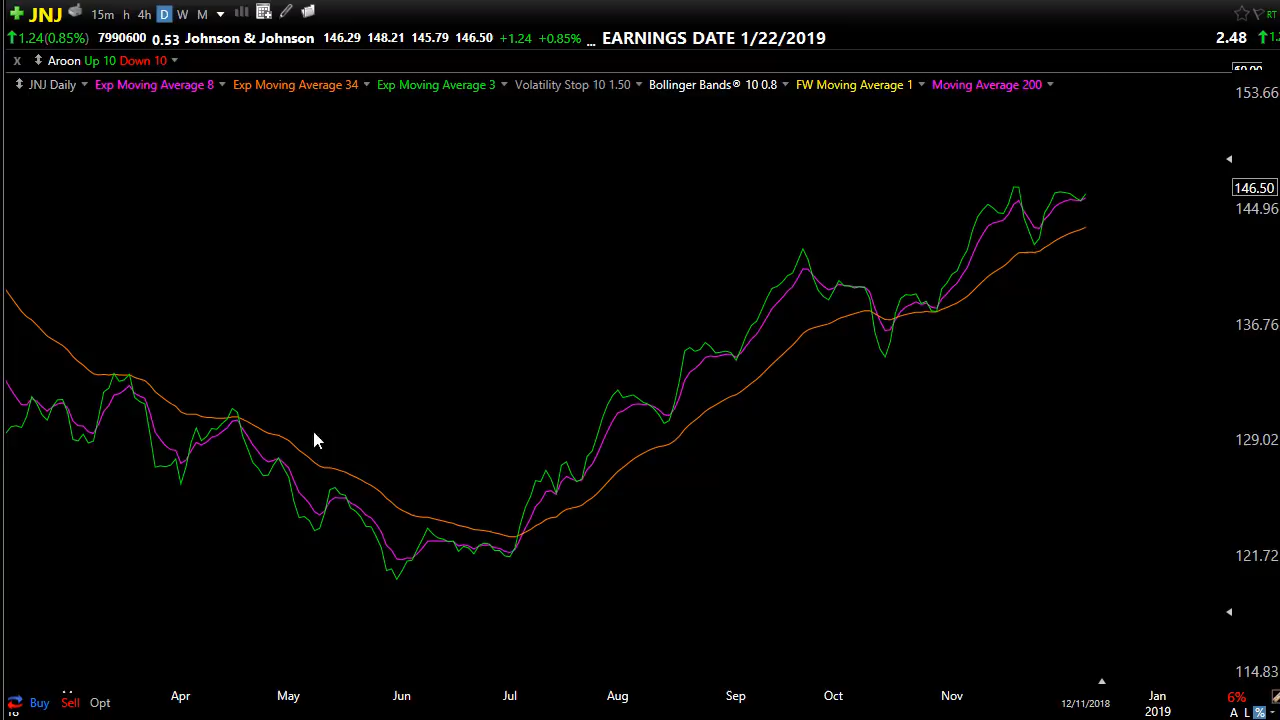 JNJ 15m h 4h D W M RT
1.24(0.85%) 7990600 0.53 Johnson & Johnson 146.29 148.21 145.79 146.50 +1.24 +0.85% ... EARNINGS DATE 1/22/2019 2.48
x Aroon Up 10 Down 10
JNJ Daily Exp Moving Average 8 Exp Moving Average 34 Exp Moving Average 3 Volatility Stop 10 1.50 Bollinger Bands® 10 0.8 FW Moving Average 1 Moving Average 200
153.66
146.50
144.96
136.76
129.02
121.72
114.83
Apr May Jun Jul Aug Sep Oct Nov 12/11/2018 Jan 6%
Buy Sell Opt 2019 A L %